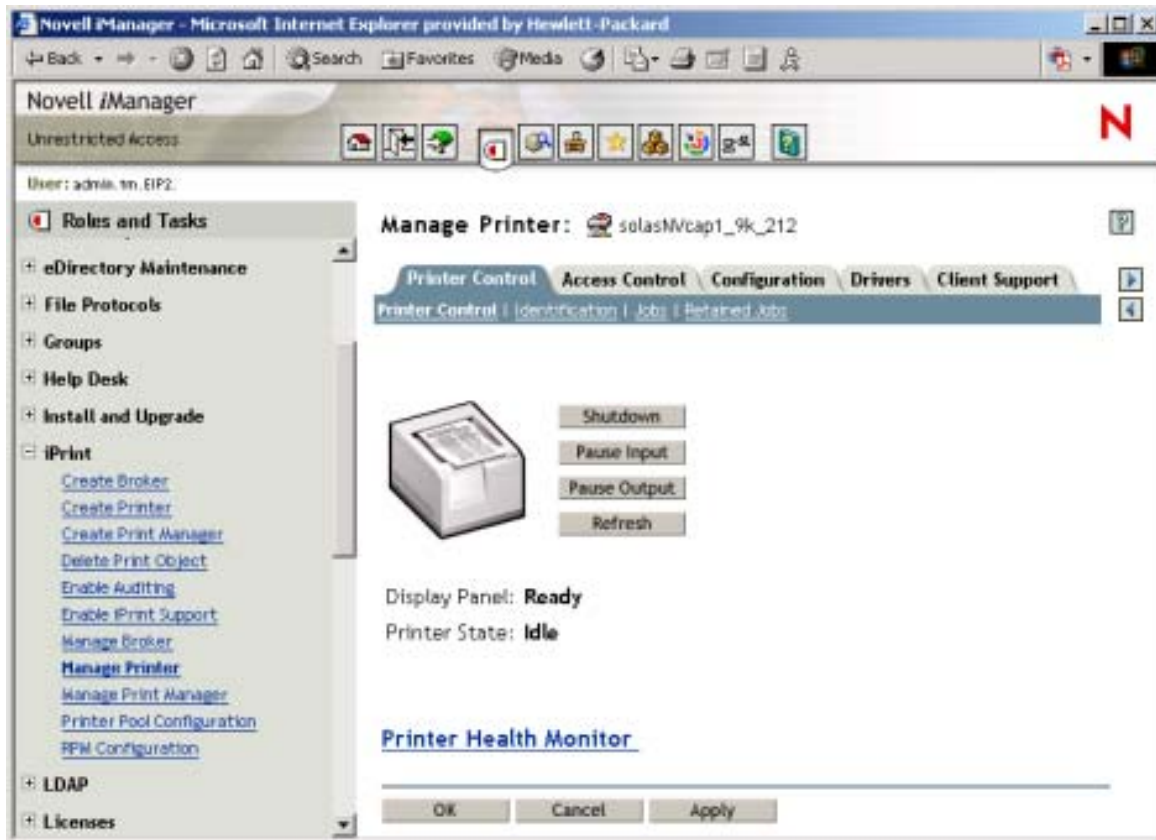 Novell iManager - Microsoft Internet Explorer provided by Hewlett-Packard
Back Search Favorites Media
Novell iManager
Unrestricted Access
N
User: admin.tm.EIP2.
Roles and Tasks
Manage Printer: solasNVcap1_9k_212
Printer Control Access Control Configuration Drivers Client Support
Printer Control | Identification | Jobs | Retained Jobs
eDirectory Maintenance
File Protocols
Groups
Help Desk
Install and Upgrade
iPrint
Create Broker
Create Printer
Create Print Manager
Delete Print Object
Enable Auditing
Enable iPrint Support
Manage Broker
Manage Printer
Manage Print Manager
Printer Pool Configuration
RPM Configuration
LDAP
Licenses
Shutdown
Pause Input
Pause Output
Refresh
Display Panel: Ready
Printer State: Idle
Printer Health Monitor
OK Cancel Apply